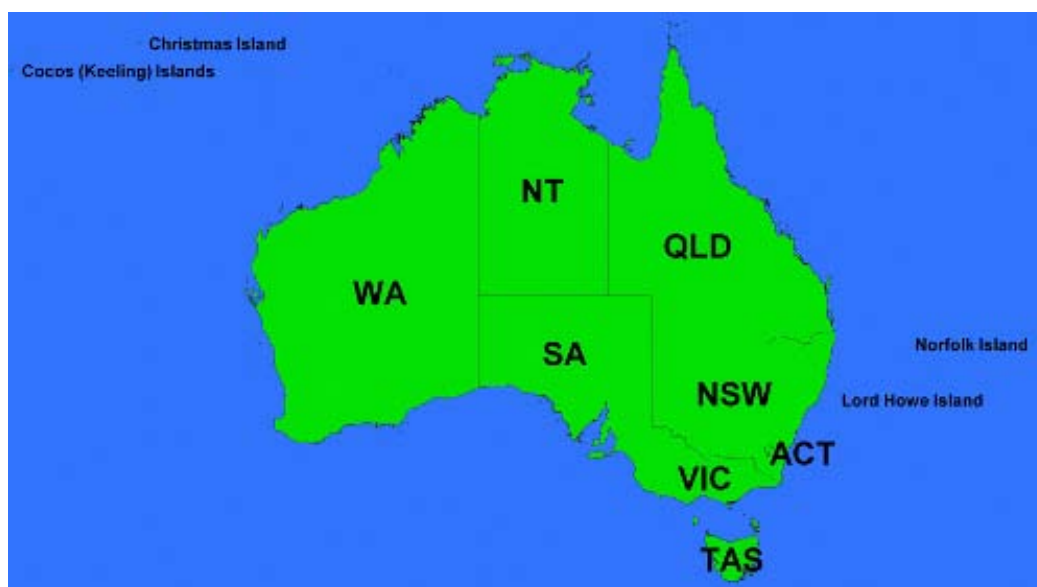 Christmas Island
Cocos (Keeling) Islands
NT
QLD
WA
SA
Norfolk Island
NSW
Lord Howe Island
ACT
VIC
TAS